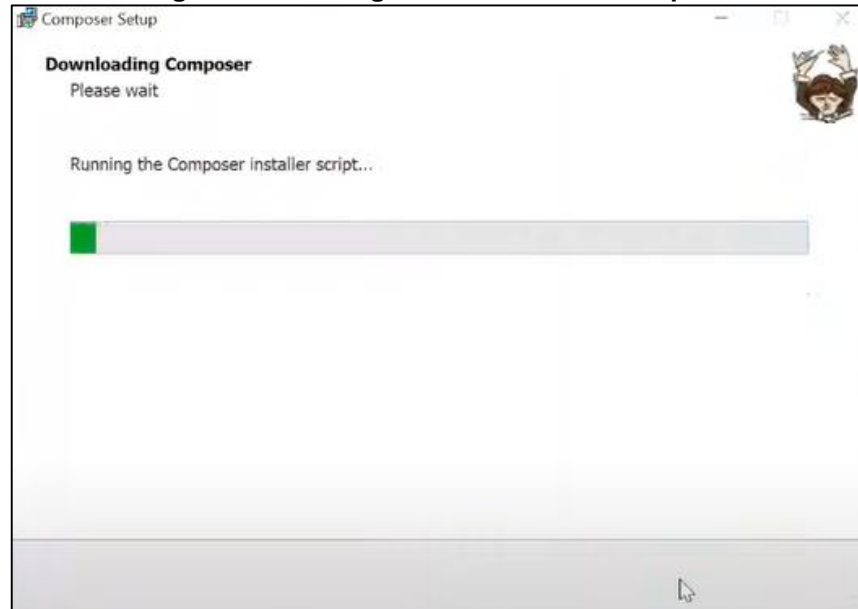 Composer Setup
Downloading Composer
Please wait
Running the Composer installer script...